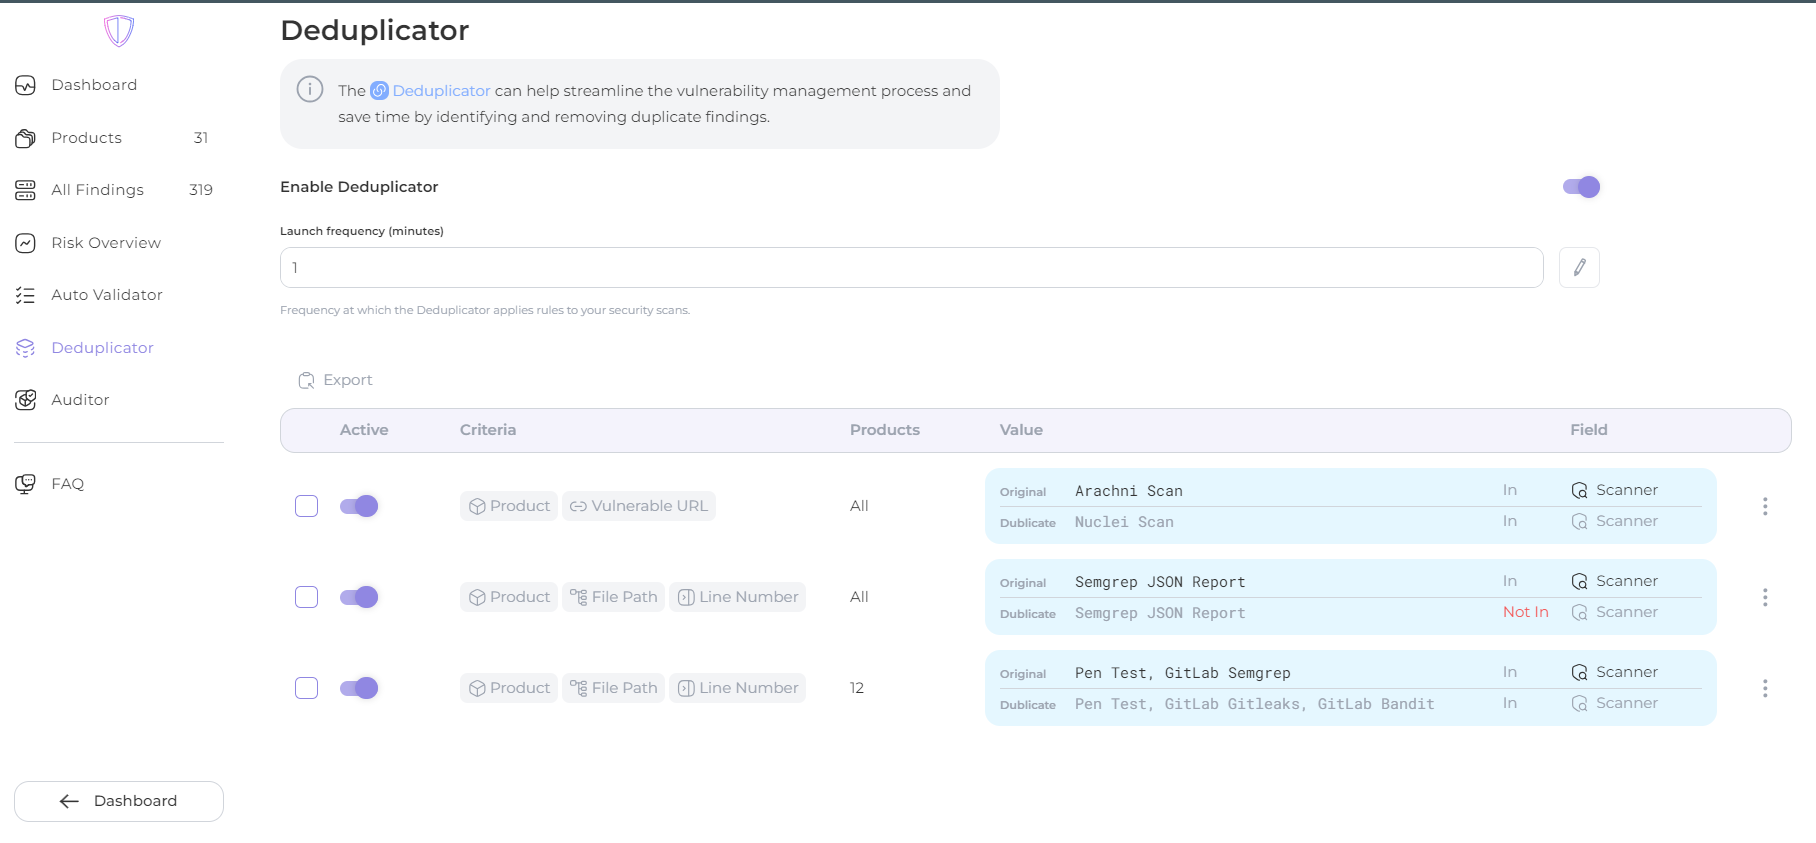 Deduplicator
The Deduplicator can help streamline the vulnerability management process and
save time by identifying and removing duplicate findings.
Dashboard
Products 31
All Findings 319
Risk Overview
Auto Validator
Deduplicator
Auditor
FAQ
Dashboard
Enable Deduplicator
Launch frequency (minutes)
1
Frequency at which the Deduplicator applies rules to your security scans.
Export
Active Criteria Products Value Field
Product Vulnerable URL All
Original Arachni Scan In Scanner
Dublicate Nuclei Scan In Scanner
Product File Path Line Number All
Original Semgrep JSON Report In Scanner
Dublicate Semgrep JSON Report Not In Scanner
Product File Path Line Number 12
Original Pen Test, GitLab Semgrep In Scanner
Dublicate Pen Test, GitLab Gitleaks, GitLab Bandit In Scanner